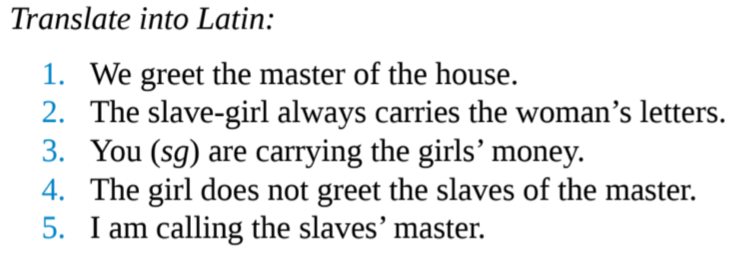 Translate into Latin:
1. We greet the master of the house.
2. The slave-girl always carries the woman’s letters.
3. You (sg) are carrying the girls’ money.
4. The girl does not greet the slaves of the master.
5. I am calling the slaves’ master.